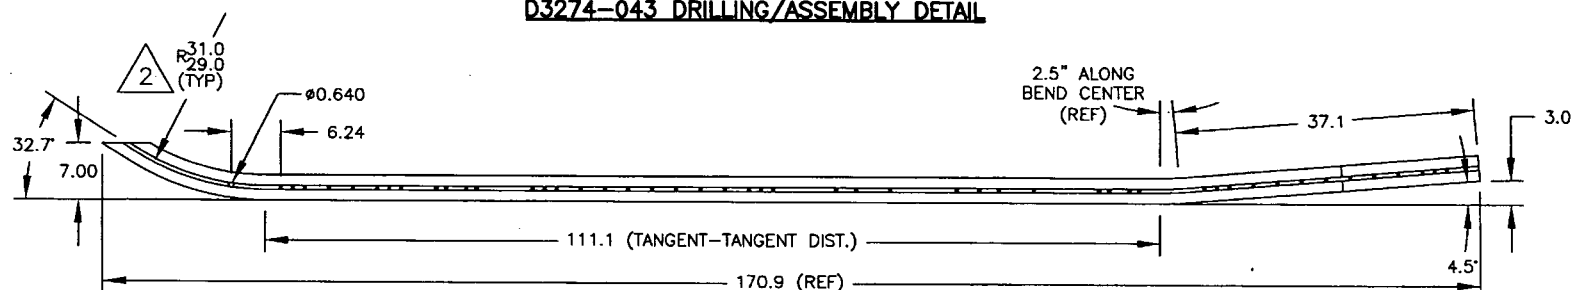 D3274-043 DRILLING/ASSEMBLY DETAIL
2
R31.0
29.0
(TYP)
ø0.640
6.24
32.7°
7.00
2.5" ALONG
BEND CENTER
(REF)
37.1
3.0
111.1 (TANGENT-TANGENT DIST.)
4.5°
170.9 (REF)